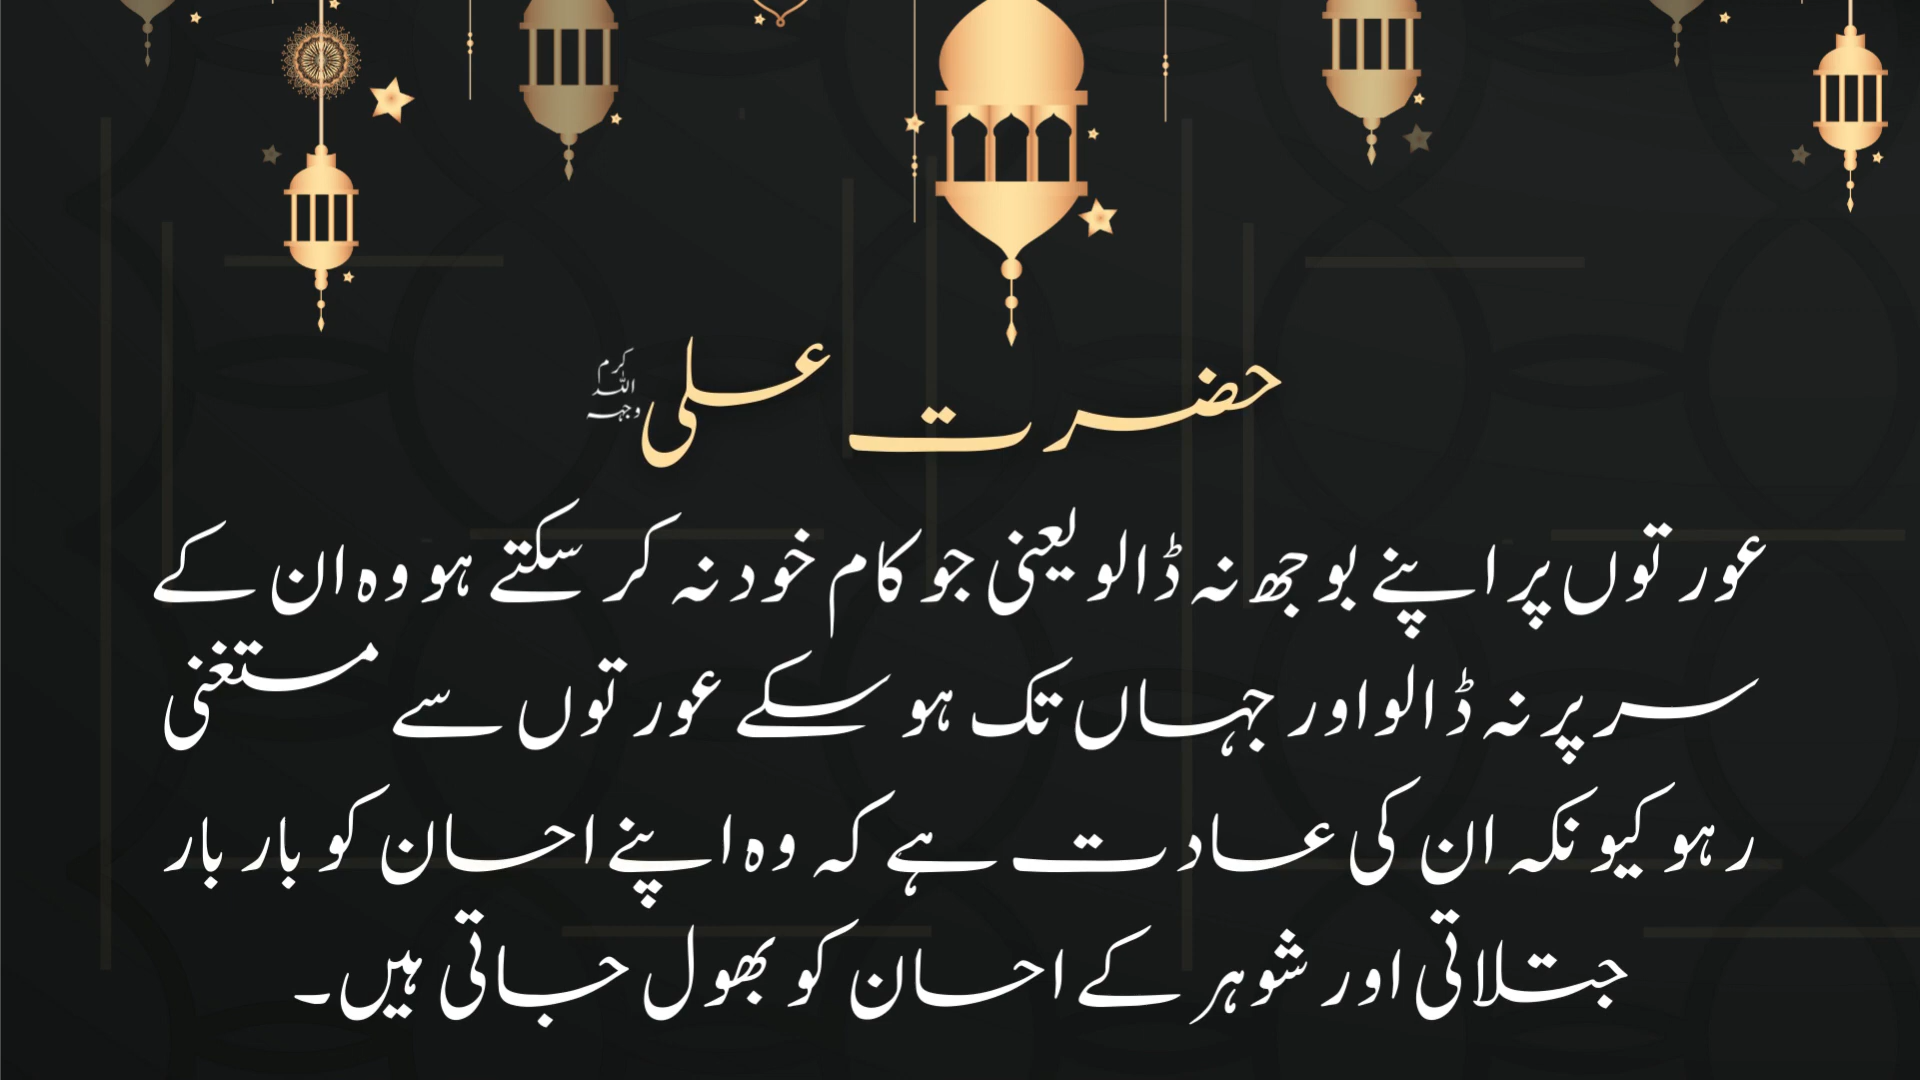 حضرت علی کرم اللہ وجہہ
عورتوں پر اپنے بوجھ نہ ڈالو یعنی جو کام خود نہ کر سکتے ہو وہ ان کے
سر پر نہ ڈالو اور جہاں تک ہو سکے عورتوں سے مستغنی
رہو کیونکہ ان کی عادت ہے کہ وہ اپنے احسان کو بار بار
جتلاتی اور شوہر کے احسان کو بھول جاتی ہیں۔